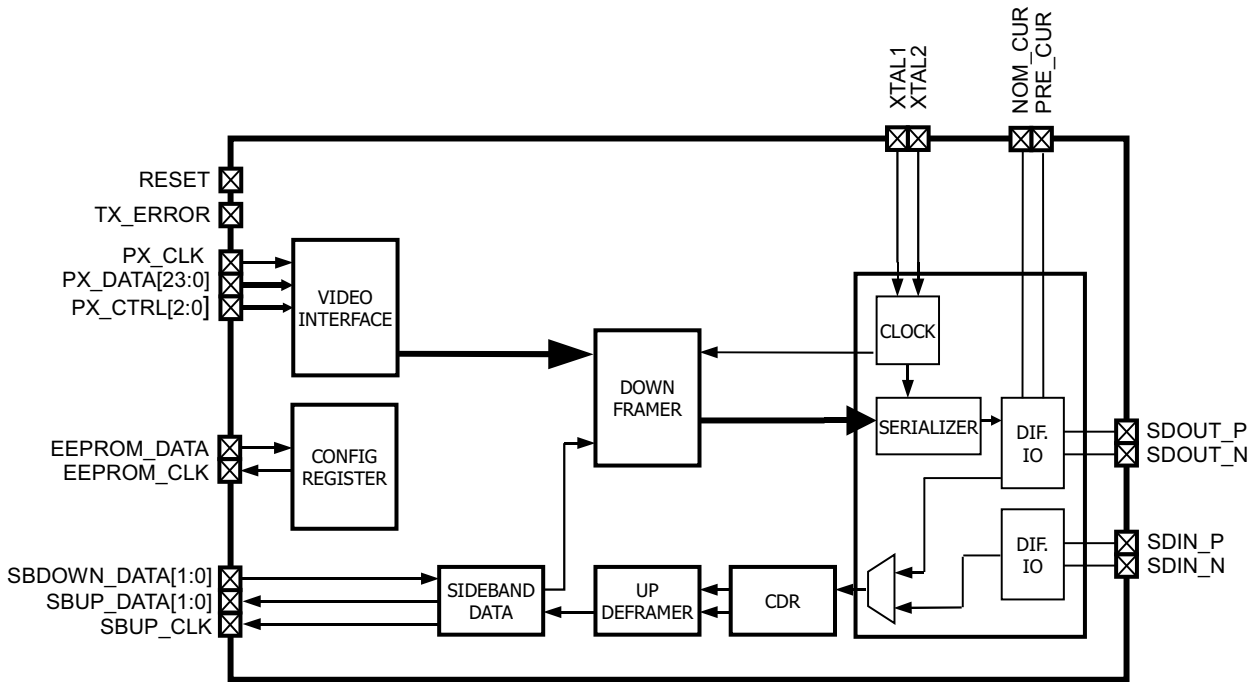 XTAL1
XTAL2
NOM_CUR
PRE_CUR
RESET
TX_ERROR
PX_CLK
PX_DATA[23:0]
PX_CTRL[2:0]
VIDEO
INTERFACE
CLOCK
DOWN
FRAMER
SERIALIZER
DIF.
IO
SDOUT_P
SDOUT_N
EEPROM_DATA
EEPROM_CLK
CONFIG
REGISTER
DIF.
IO
SDIN_P
SDIN_N
SBDOWN_DATA[1:0]
SBUP_DATA[1:0]
SBUP_CLK
SIDEBAND
DATA
UP
DEFRAMER
CDR